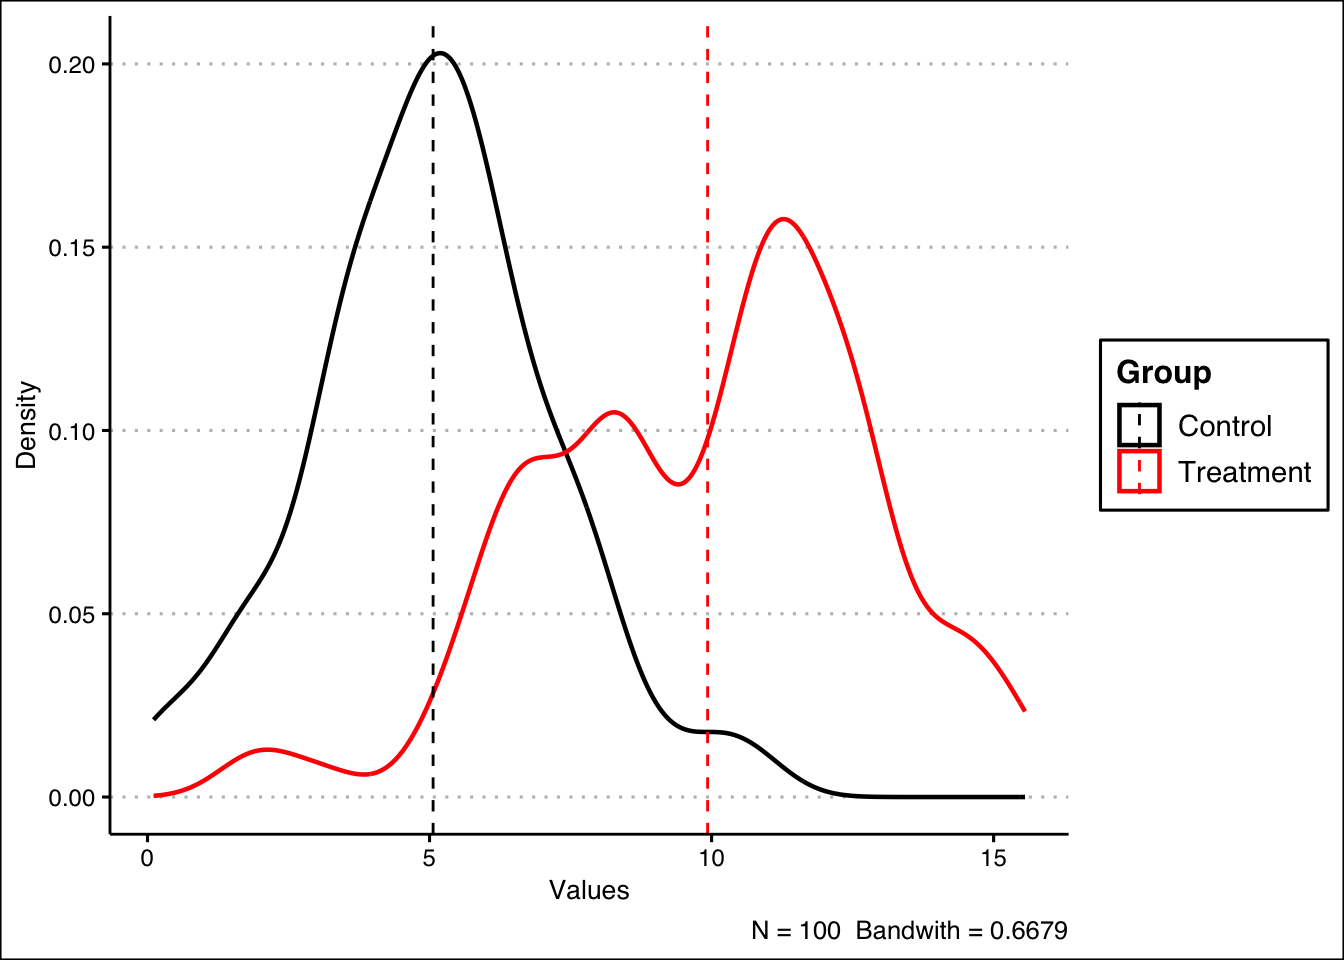 Density
0.20
0.15
0.10
0.05
0.00
0
5
10
15
Values
N = 100  Bandwith = 0.6679
Group
Control
Treatment